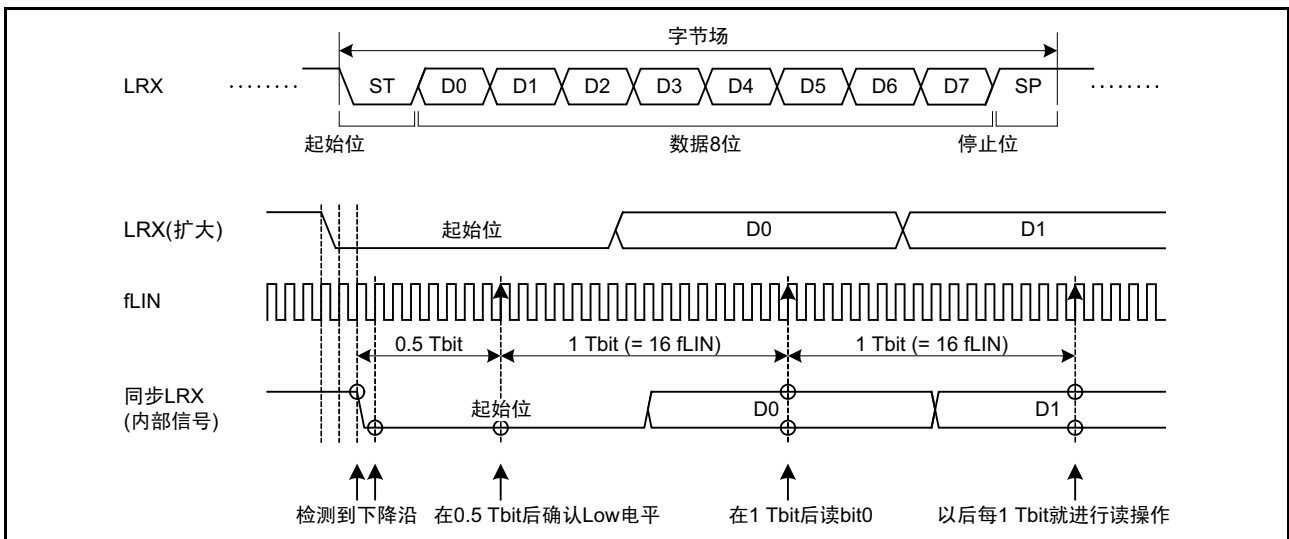 字节场
LRX ········ ST D0 D1 D2 D3 D4 D5 D6 D7 SP ········
起始位 数据8位 停止位
LRX(扩大) 起始位 D0 D1
fLIN
0.5 Tbit 1 Tbit (= 16 fLIN) 1 Tbit (= 16 fLIN)
同步LRX
(内部信号) 起始位 D0 D1
检测到下降沿 在0.5 Tbit后确认Low电平 在1 Tbit后读bit0 以后每1 Tbit就进行读操作